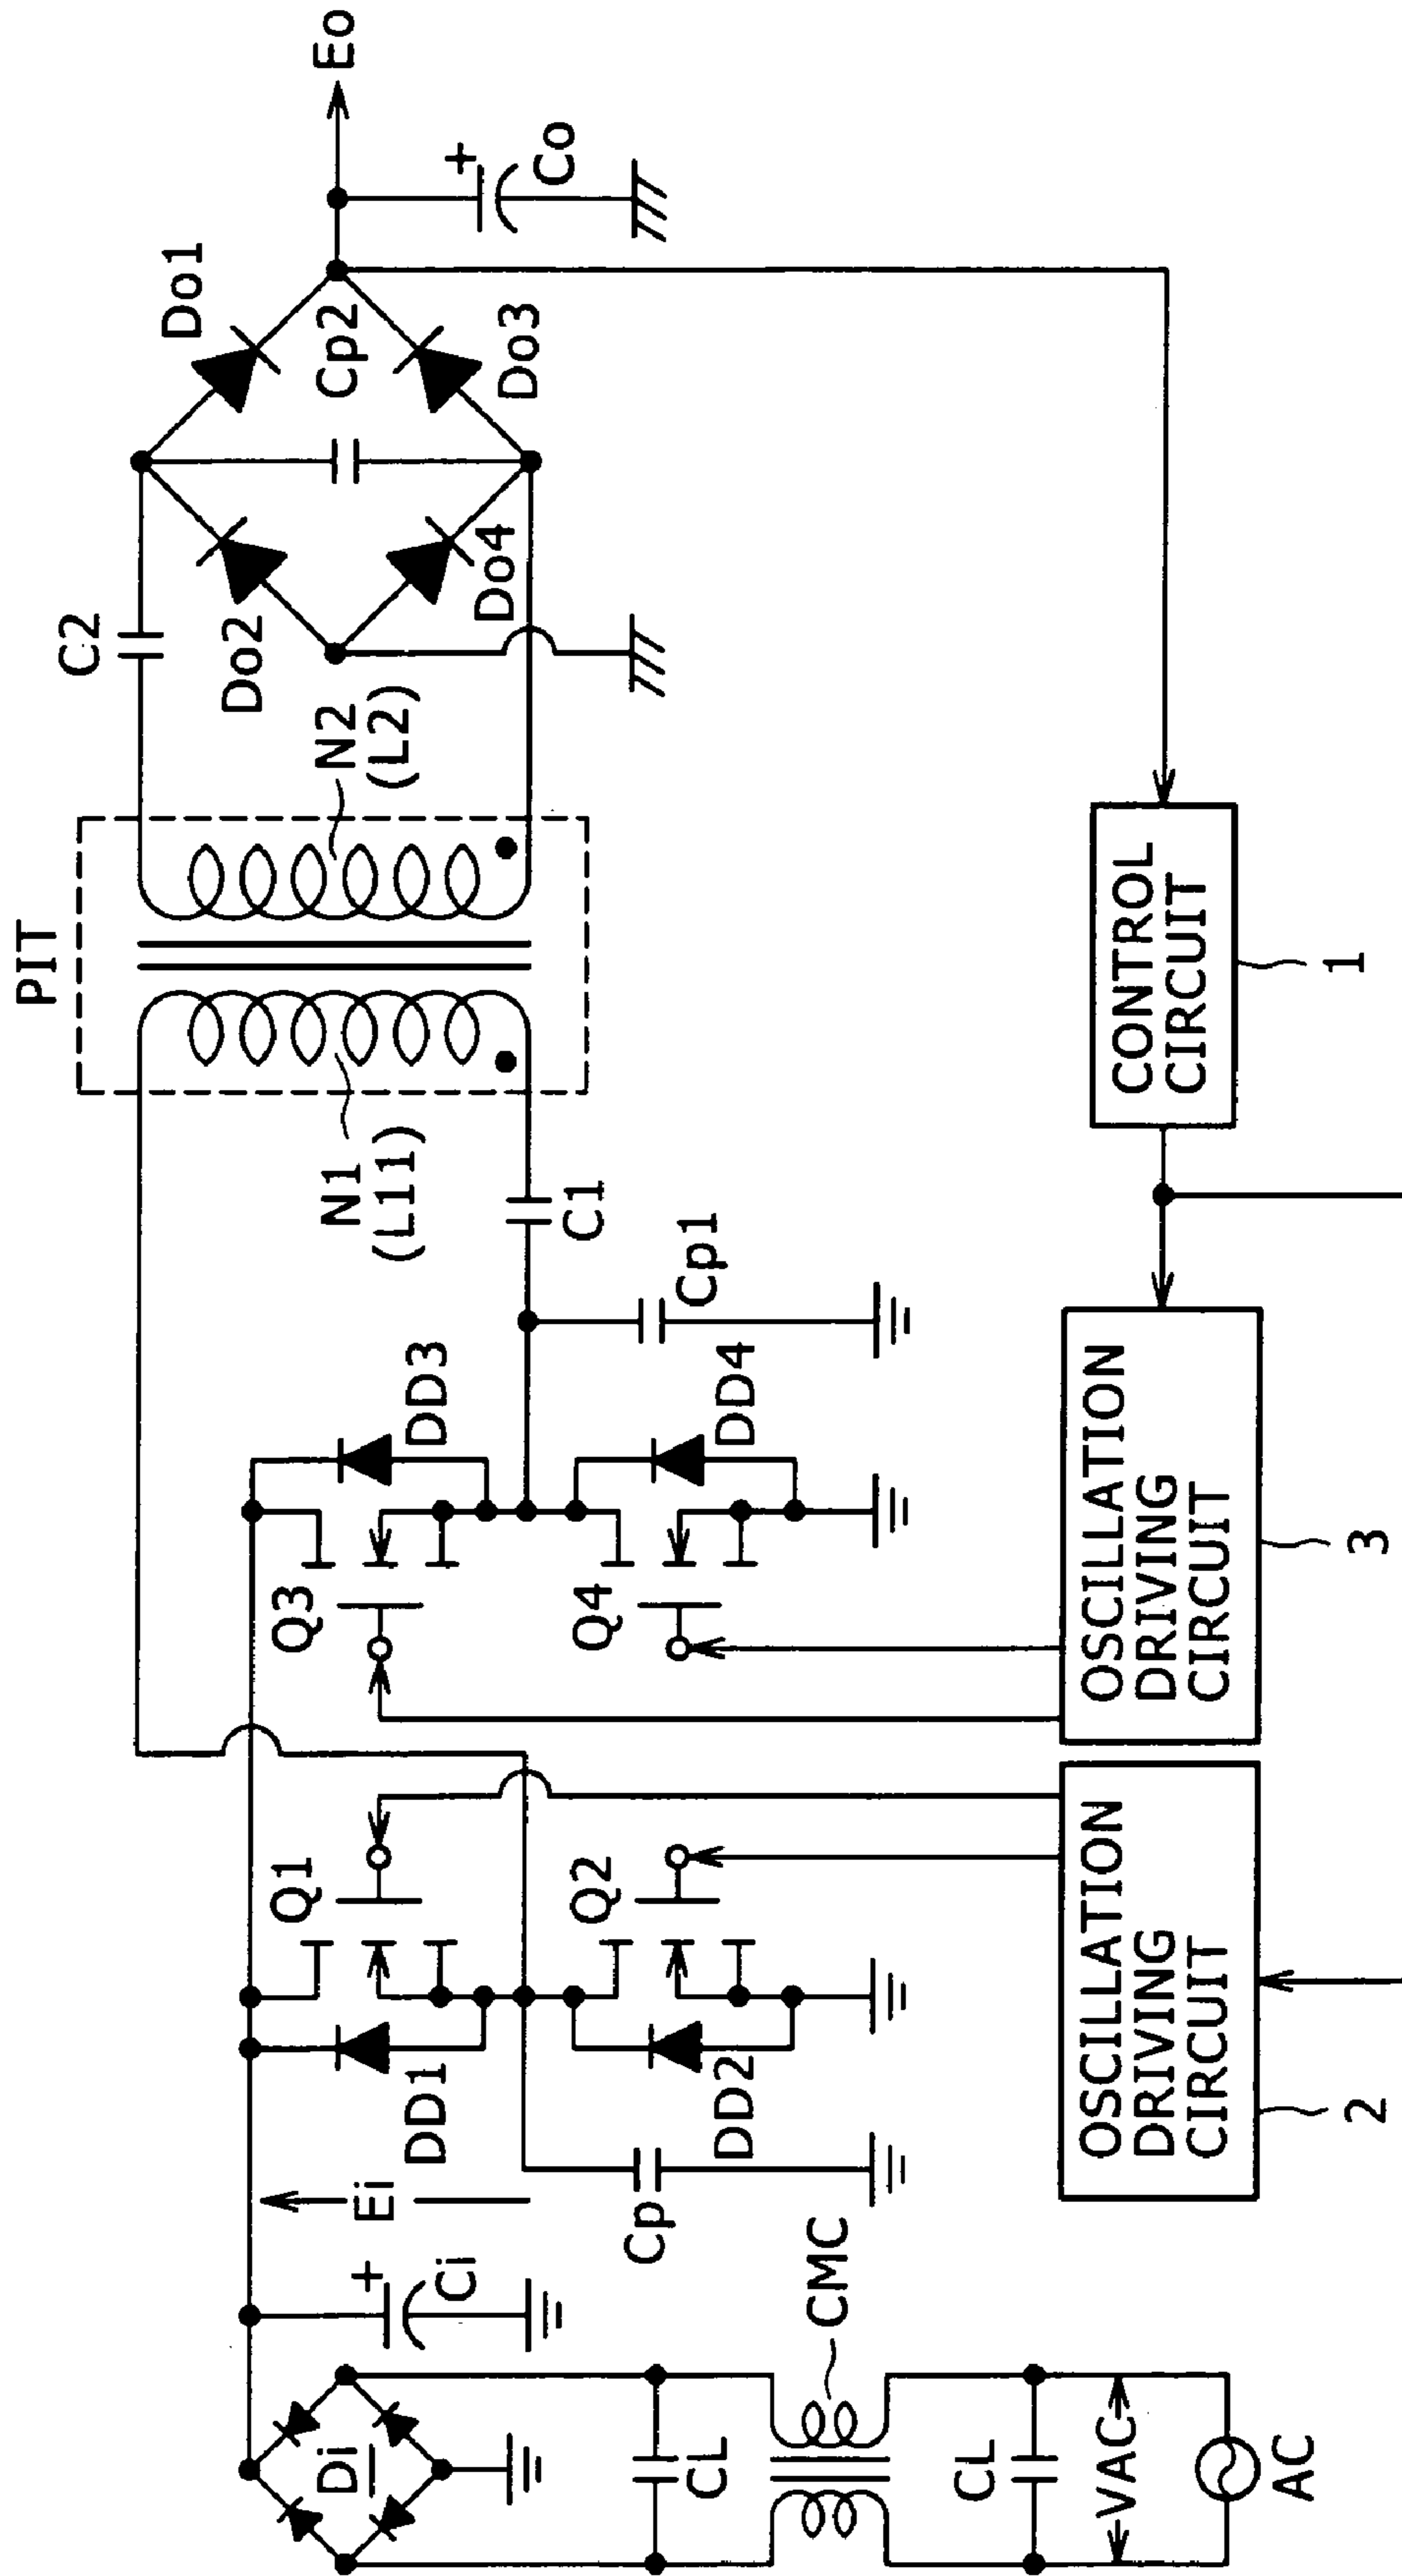 PIT
C2
Do1
Eo
Do2
Cp2
N1
(L11)
N2
(L2)
Do4
Do3
+
Co
Di
+
Ci
Ei
DD1
Q1
Q3
DD3
C1
Cp
DD2
Q2
Q4
DD4
Cp1
CL
CMC
CL
VAC
AC
OSCILLATION
DRIVING
CIRCUIT
2
OSCILLATION
DRIVING
CIRCUIT
3
CONTROL
CIRCUIT
1